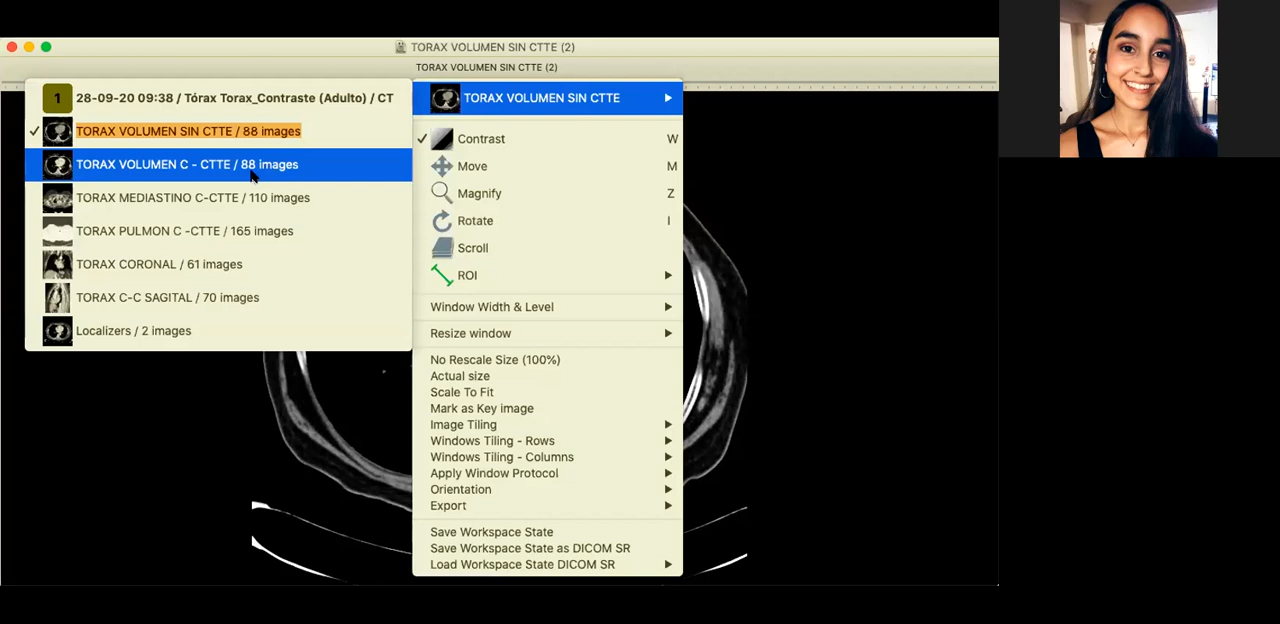 TORAX VOLUMEN SIN CTTE (2)
TORAX VOLUMEN SIN CTTE (2)
1 28-09-20 09:38 / Tórax Torax_Contraste (Adulto) / CT
TORAX VOLUMEN SIN CTTE / 88 images
TORAX VOLUMEN C - CTTE / 88 images
TORAX MEDIASTINO C-CTTE / 110 images
TORAX PULMON C -CTTE / 165 images
TORAX CORONAL / 61 images
TORAX C-C SAGITAL / 70 images
Localizers / 2 images
TORAX VOLUMEN SIN CTTE
Contrast W
Move M
Magnify Z
Rotate I
Scroll
ROI
Window Width & Level
Resize window
No Rescale Size (100%)
Actual size
Scale To Fit
Mark as Key image
Image Tiling
Windows Tiling - Rows
Windows Tiling - Columns
Apply Window Protocol
Orientation
Export
Save Workspace State
Save Workspace State as DICOM SR
Load Workspace State DICOM SR